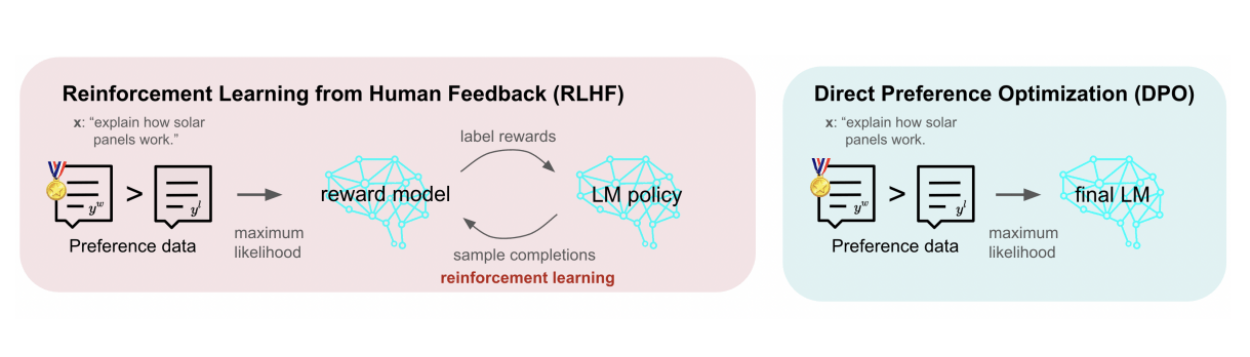 Reinforcement Learning from Human Feedback (RLHF)
x: “explain how solar
panels work.”
y^w
>
y^l
Preference data
maximum
likelihood
reward model
label rewards
LM policy
sample completions
reinforcement learning
Direct Preference Optimization (DPO)
x: “explain how solar
panels work.
y^w
>
y^l
Preference data
maximum
likelihood
final LM